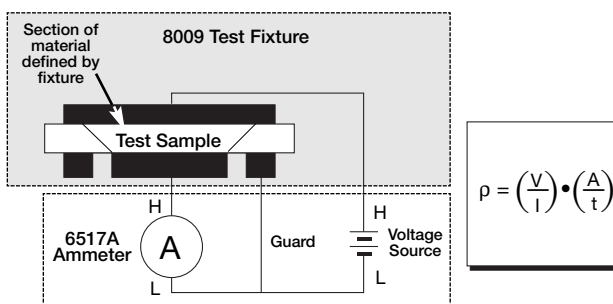 Section of
material
defined by
fixture
8009 Test Fixture
Test Sample
H
6517A
Ammeter
A
L
Guard
H
Voltage
Source
L
ρ = (V/I) • (A/t)